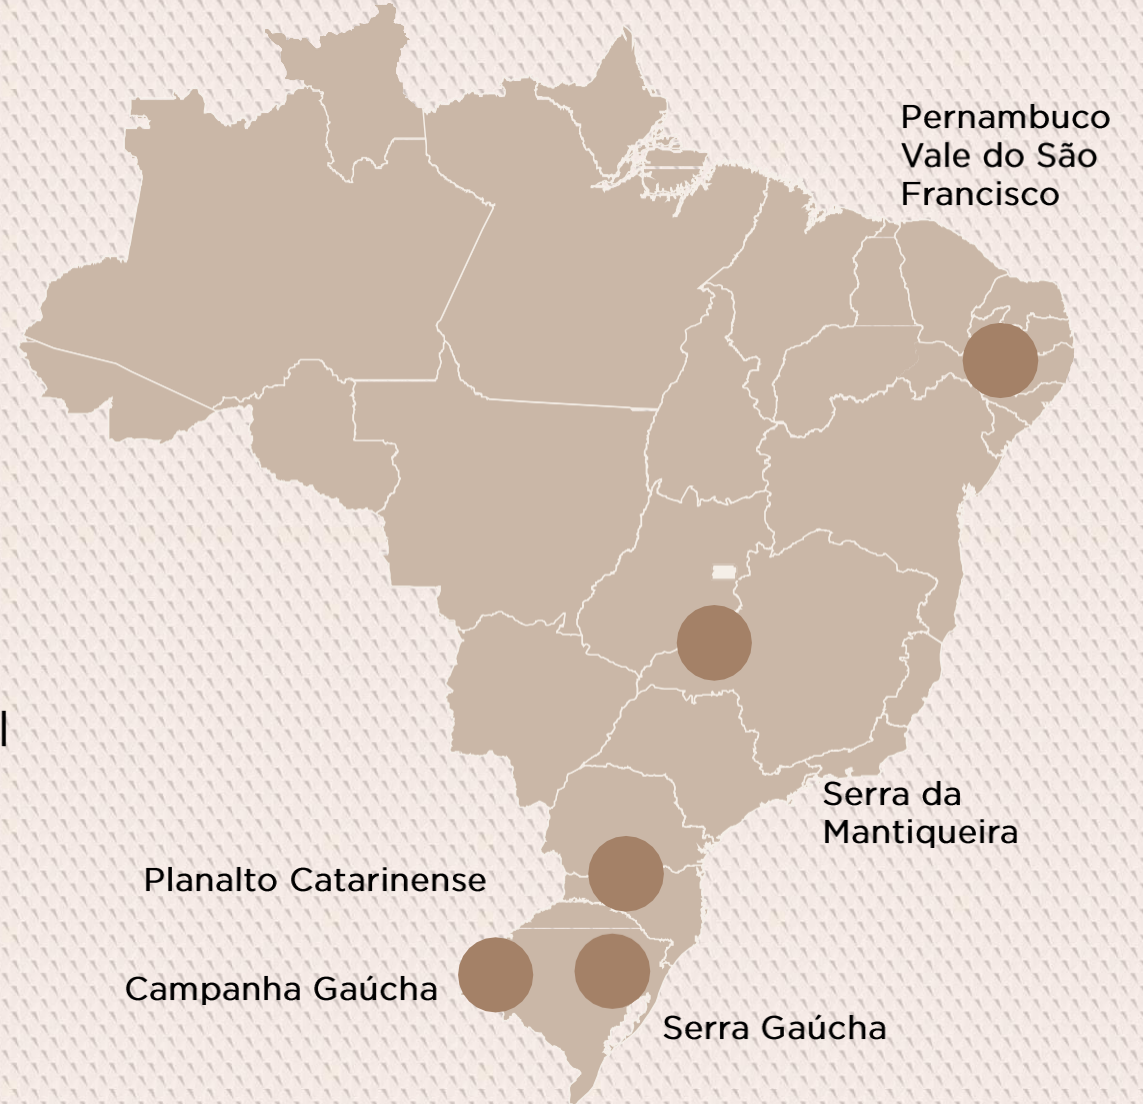 Pernambuco
Vale do São
Francisco
Serra da
Mantiqueira
Planalto Catarinense
Campanha Gaúcha
Serra Gaúcha